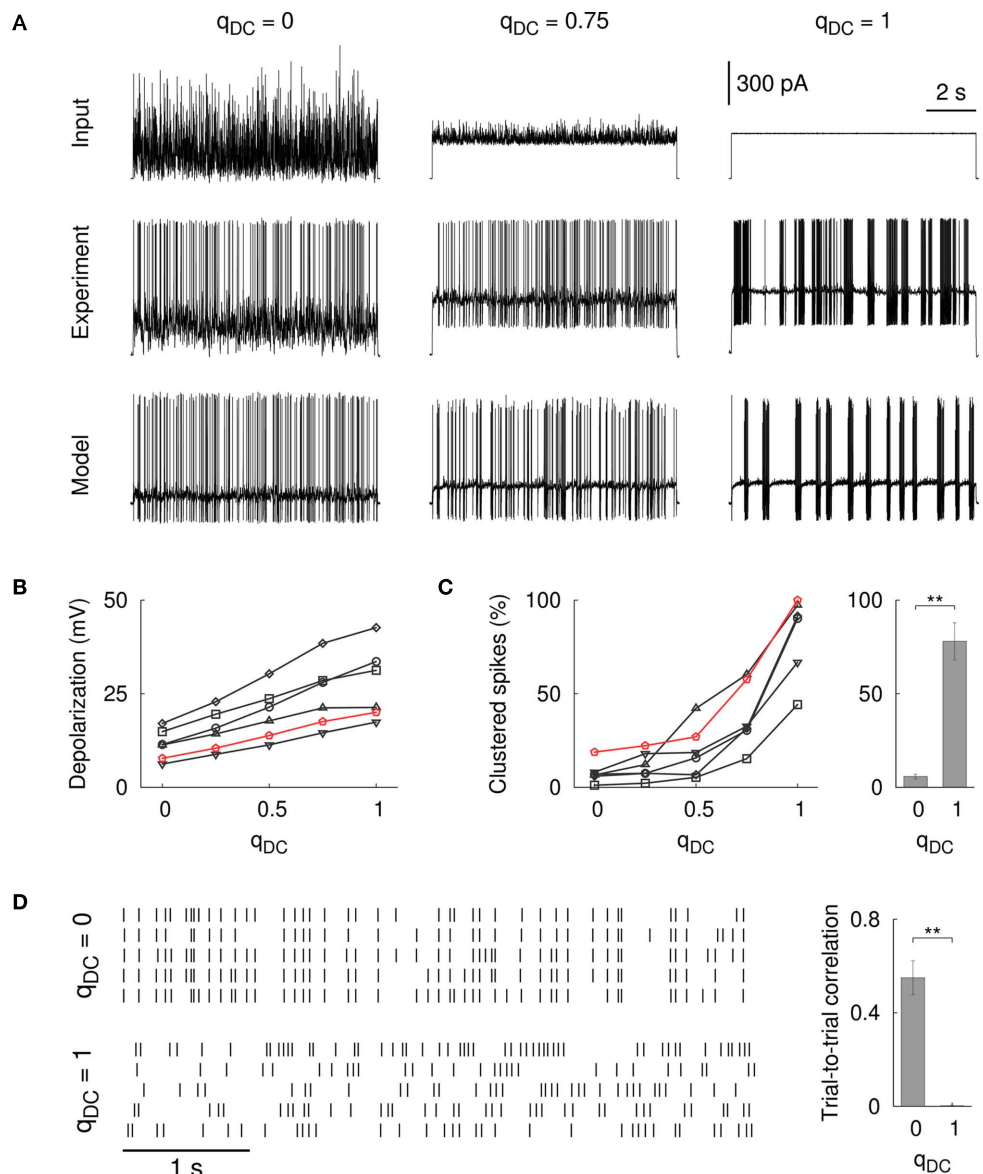 A
qDC = 0
qDC = 0.75
qDC = 1
Input
300 pA
2 s
Experiment
Model
B
Depolarization (mV)
50
25
0
0
0.5
1
qDC
C
Clustered spikes (%)
100
50
0
0
0.5
1
qDC
100
50
0
**
0
1
qDC
D
qDC = 0
qDC = 1
1 s
Trial-to-trial correlation
0.8
0.4
0
**
0
1
qDC